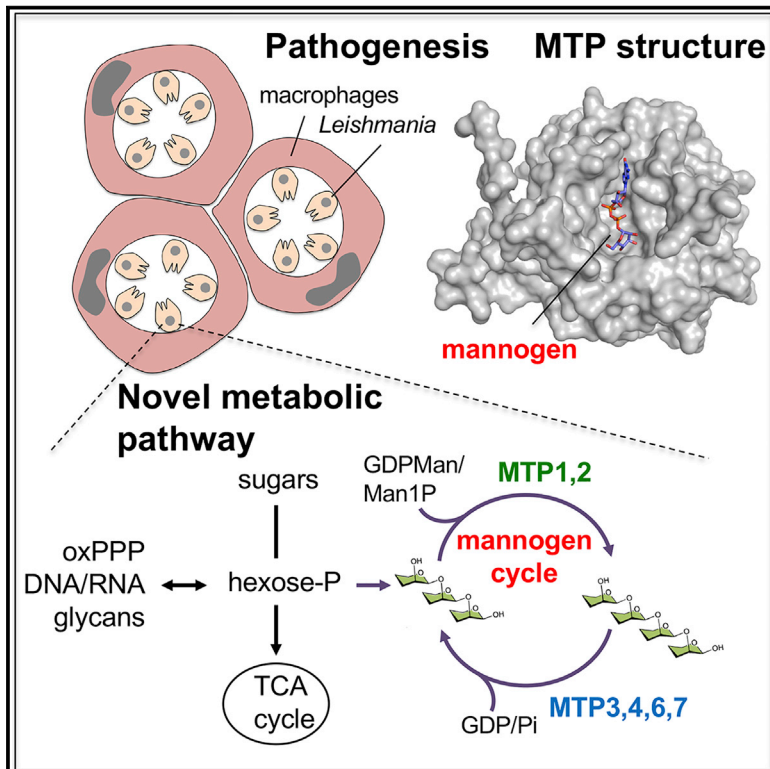 Pathogenesis
MTP structure
macrophages
Leishmania
mannogen
Novel metabolic
pathway
sugars
oxPPP
DNA/RNA
glycans
hexose-P
TCA
cycle
GDPMan/
Man1P
MTP1,2
mannogen
cycle
OH
O
O
OH
OH
O
O
O
OH
GDP/Pi
MTP3,4,6,7